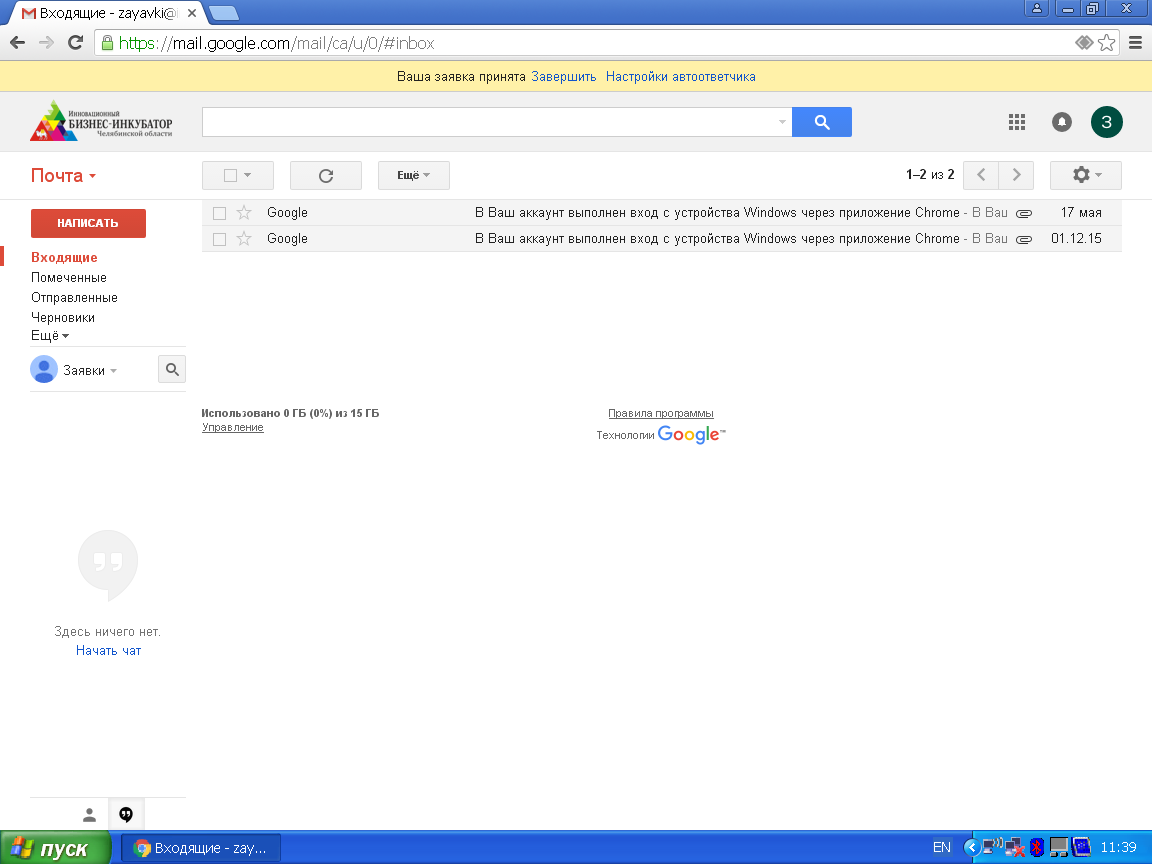 Входящие - zayavki@
https://mail.google.com/mail/ca/u/0/#inbox
Ваша заявка принята Завершить Настройки автоответчика
Инновационный
БИЗНЕС-ИНКУБАТОР
Челябинской области
З
Почта
Ещё
1–2 из 2
НАПИСАТЬ
Google В Ваш аккаунт выполнен вход с устройства Windows через приложение Chrome - В Ваш 17 мая
Google В Ваш аккаунт выполнен вход с устройства Windows через приложение Chrome - В Ваш 01.12.15
Входящие
Помеченные
Отправленные
Черновики
Ещё
Заявки
Использовано 0 ГБ (0%) из 15 ГБ
Управление
Правила программы
Технологии Google™
Здесь ничего нет.
Начать чат
пуск
Входящие - zay...
EN
11:39